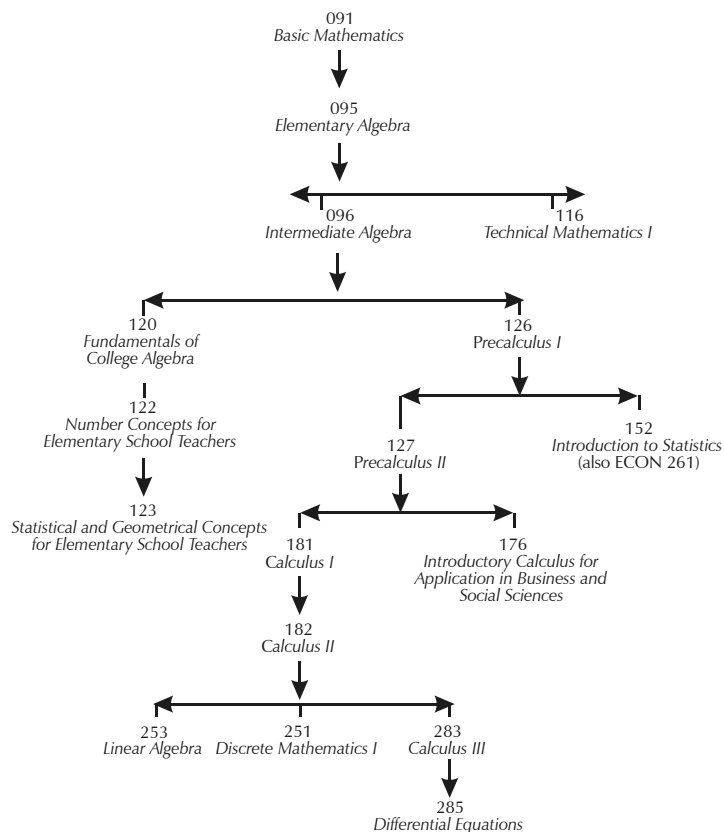 091
Basic Mathematics
095
Elementary Algebra
096
Intermediate Algebra
116
Technical Mathematics I
120
Fundamentals of
College Algebra
126
Precalculus I
122
Number Concepts for
Elementary School Teachers
127
Precalculus II
152
Introduction to Statistics
(also ECON 261)
123
Statistical and Geometrical Concepts
for Elementary School Teachers
181
Calculus I
176
Introductory Calculus for
Application in Business and
Social Sciences
182
Calculus II
253
Linear Algebra
251
Discrete Mathematics I
283
Calculus III
285
Differential Equations